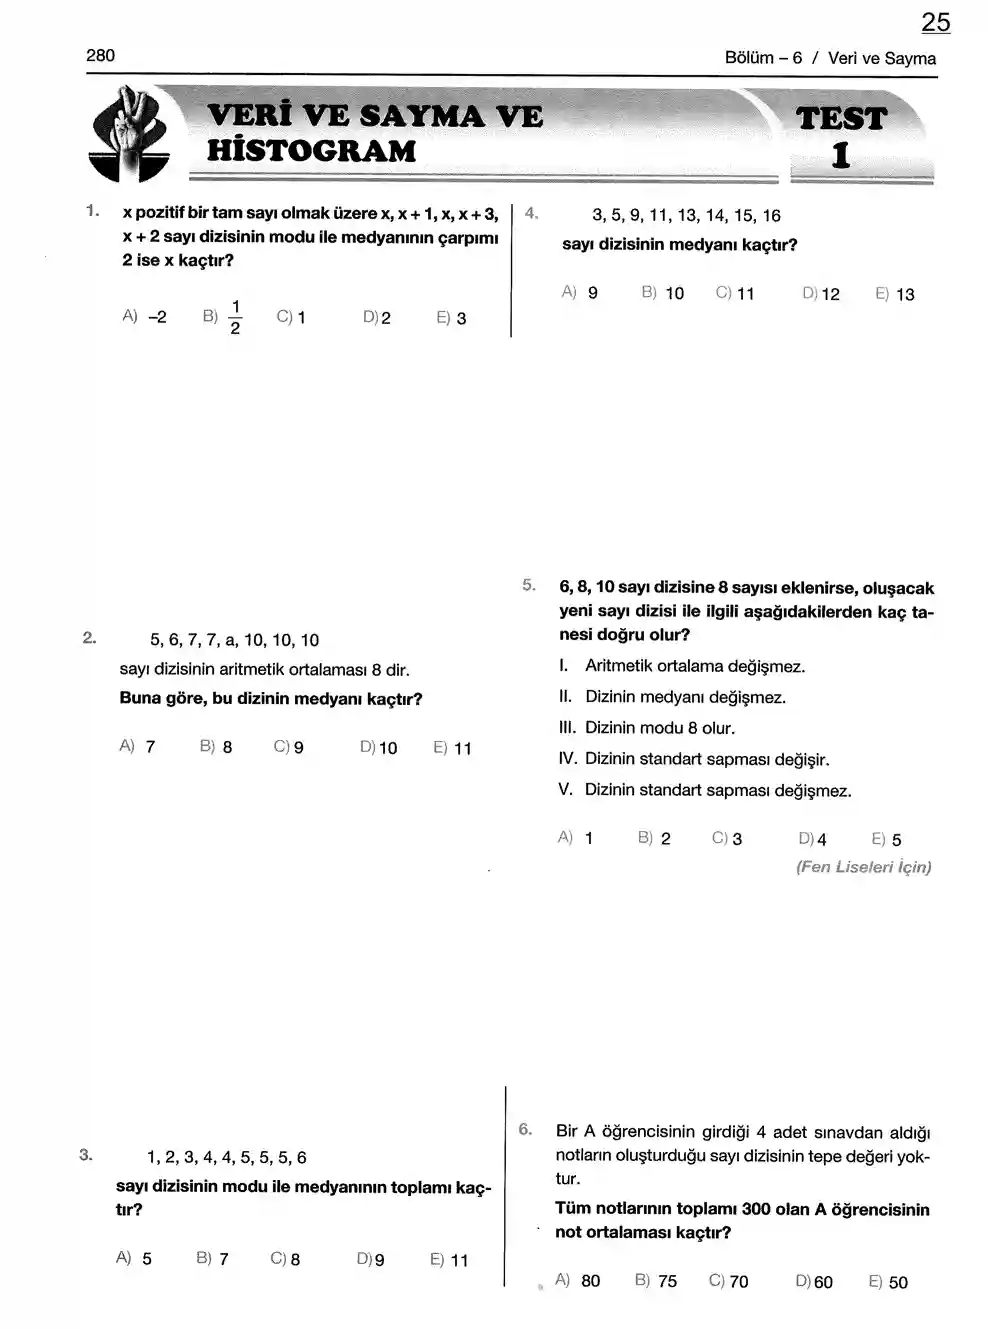 25
280
Bölüm – 6 / Veri ve Sayma
VERİ VE SAYMA VE
HİSTOGRAM
TEST
1
1. x pozitif bir tam sayı olmak üzere x, x + 1, x, x + 3,
x + 2 sayı dizisinin modu ile medyanının çarpımı
2 ise x kaçtır?
A) –2 B) 1/2 C) 1 D) 2 E) 3
2. 5, 6, 7, 7, a, 10, 10, 10
sayı dizisinin aritmetik ortalaması 8 dir.
Buna göre, bu dizinin medyanı kaçtır?
A) 7 B) 8 C) 9 D) 10 E) 11
3. 1, 2, 3, 4, 4, 5, 5, 5, 6
sayı dizisinin modu ile medyanının toplamı kaç-
tır?
A) 5 B) 7 C) 8 D) 9 E) 11
4. 3, 5, 9, 11, 13, 14, 15, 16
sayı dizisinin medyanı kaçtır?
A) 9 B) 10 C) 11 D) 12 E) 13
5. 6, 8, 10 sayı dizisine 8 sayısı eklenirse, oluşacak
yeni sayı dizisi ile ilgili aşağıdakilerden kaç ta-
nesi doğru olur?
I. Aritmetik ortalama değişmez.
II. Dizinin medyanı değişmez.
III. Dizinin modu 8 olur.
IV. Dizinin standart sapması değişir.
V. Dizinin standart sapması değişmez.
A) 1 B) 2 C) 3 D) 4 E) 5
(Fen Liseleri İçin)
6. Bir A öğrencisinin girdiği 4 adet sınavdan aldığı
notların oluşturduğu sayı dizisinin tepe değeri yok-
tur.
Tüm notlarının toplamı 300 olan A öğrencisinin
not ortalaması kaçtır?
A) 80 B) 75 C) 70 D) 60 E) 50